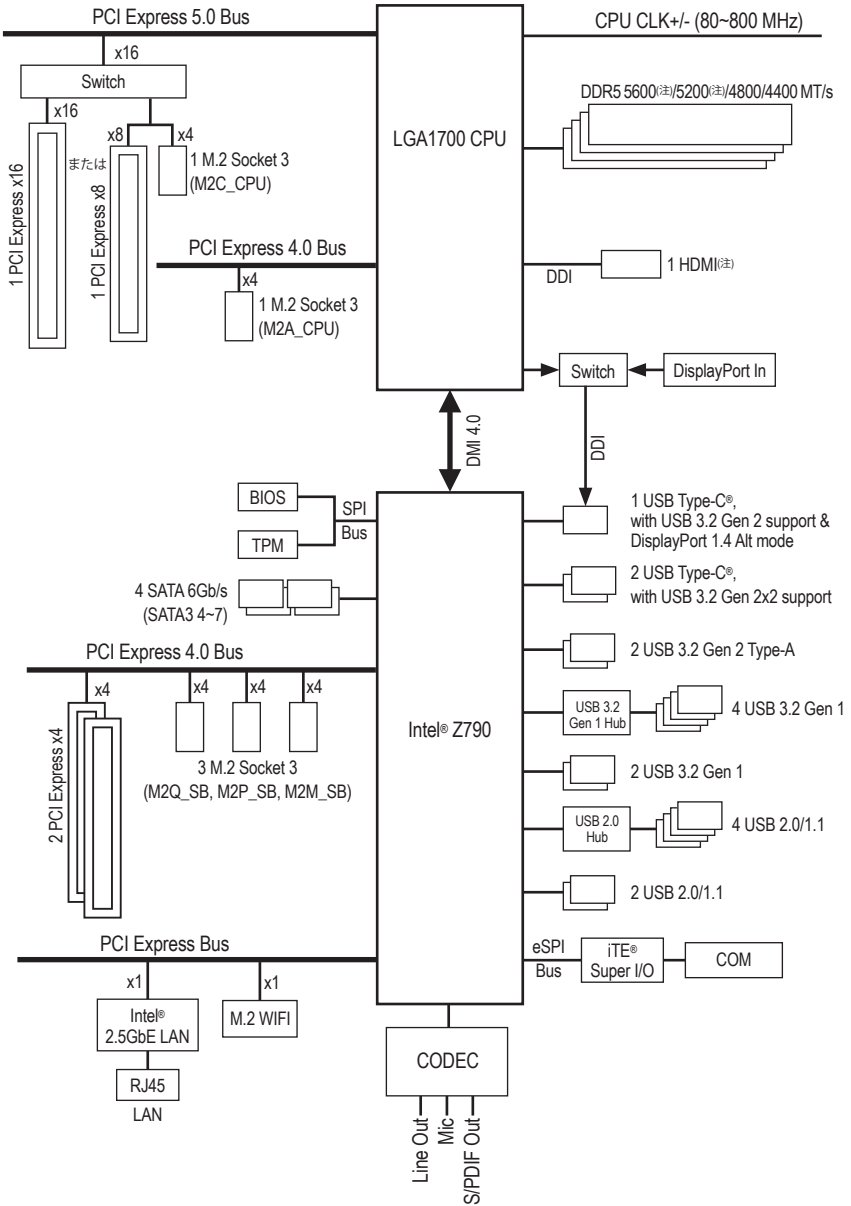 PCI Express 5.0 Bus
CPU CLK+/- (80~800 MHz)
x16
Switch
x16
x8
x4
または
1 M.2 Socket 3
(M2C_CPU)
1 PCI Express x16
1 PCI Express x8
LGA1700 CPU
DDR5 5600(注)/5200(注)/4800/4400 MT/s
PCI Express 4.0 Bus
x4
1 M.2 Socket 3
(M2A_CPU)
DDI
1 HDMI(注)
Switch
DisplayPort In
DDI
DMI 4.0
BIOS
TPM
SPI
Bus
4 SATA 6Gb/s
(SATA3 4~7)
PCI Express 4.0 Bus
x4
x4
x4
x4
2 PCI Express x4
3 M.2 Socket 3
(M2Q_SB, M2P_SB, M2M_SB)
Intel® Z790
1 USB Type-C®,
with USB 3.2 Gen 2 support &
DisplayPort 1.4 Alt mode
2 USB Type-C®,
with USB 3.2 Gen 2x2 support
2 USB 3.2 Gen 2 Type-A
USB 3.2
Gen 1 Hub
4 USB 3.2 Gen 1
2 USB 3.2 Gen 1
USB 2.0
Hub
4 USB 2.0/1.1
2 USB 2.0/1.1
eSPI
Bus
iTE®
Super I/O
COM
PCI Express Bus
x1
x1
Intel®
2.5GbE LAN
M.2 WIFI
RJ45
LAN
CODEC
Line Out
Mic
S/PDIF Out